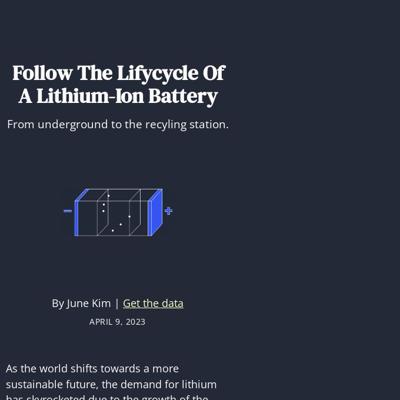 Follow The Lifycycle Of
A Lithium-Ion Battery
From underground to the recyling station.
By June Kim | Get the data
APRIL 9, 2023
As the world shifts towards a more
sustainable future, the demand for lithium
has skyrocketed due to the growth of the